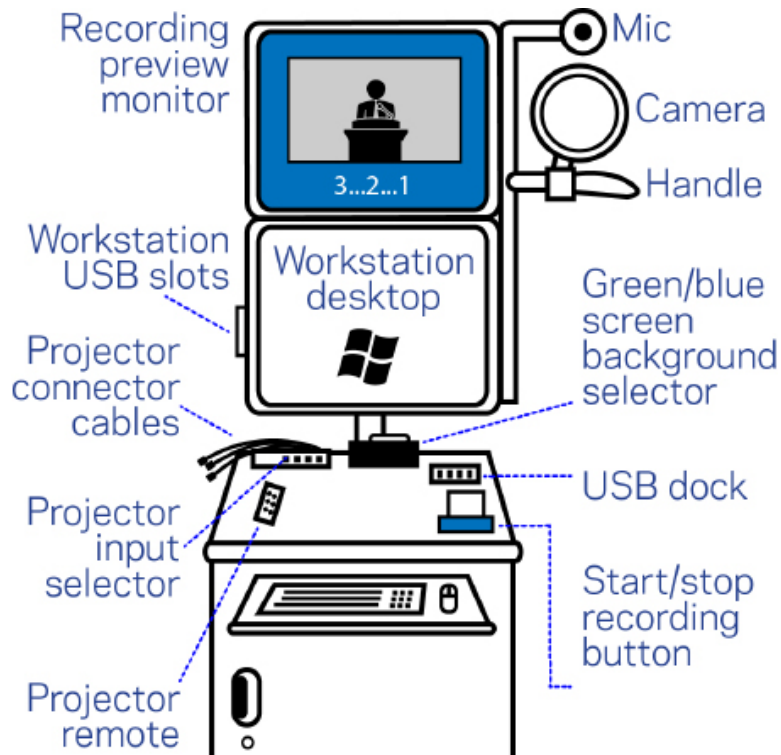 Recording
preview
monitor
Mic
Camera
Handle
3...2...1
Workstation
USB slots
Workstation
desktop
Green/blue
screen
background
selector
Projector
connector
cables
USB dock
Projector
input
selector
Start/stop
recording
button
Projector
remote